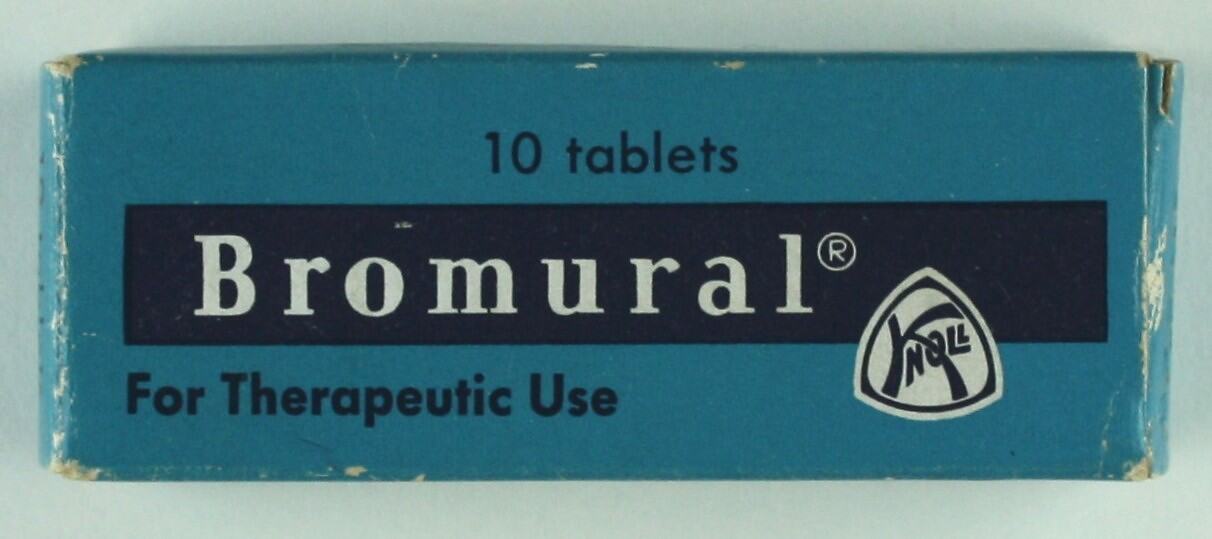 10 tablets
Bromural®
KNOLL
For Therapeutic Use